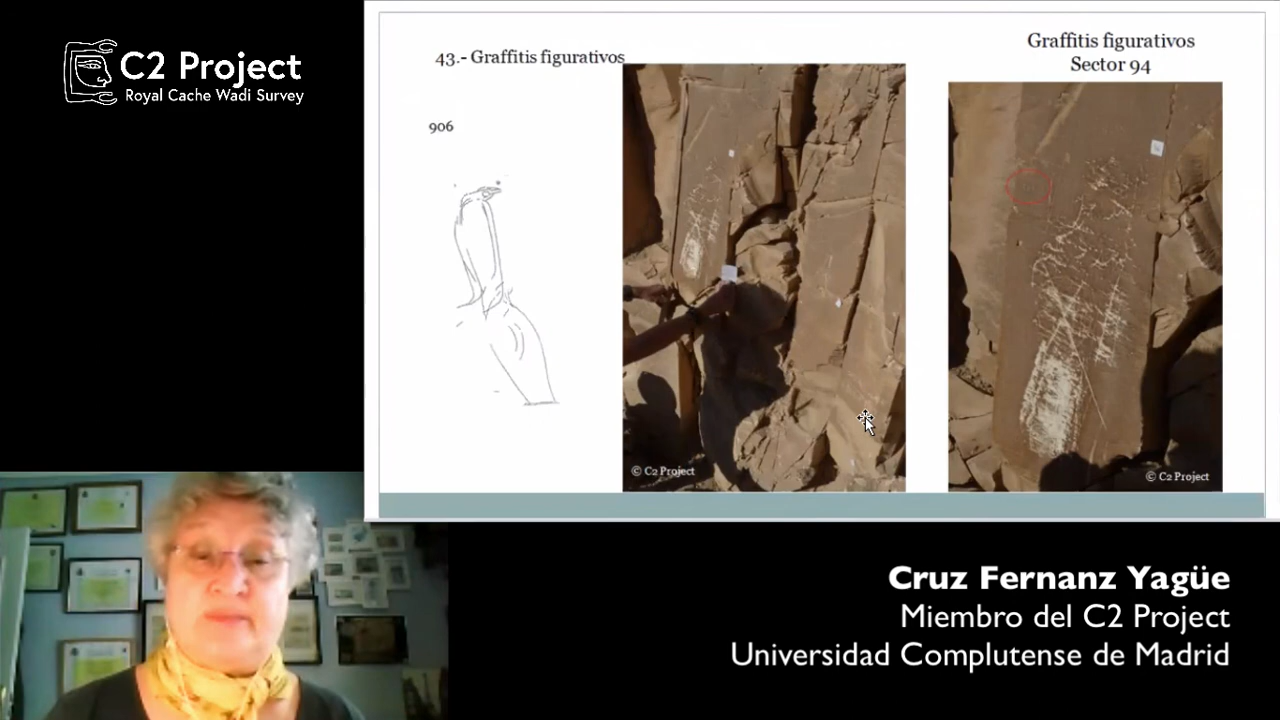 C2 Project
Royal Cache Wadi Survey
43.- Graffitis figurativos
906
Graffitis figurativos
Sector 94
© C2 Project
© C2 Project
Cruz Fernanz Yagüe
Miembro del C2 Project
Universidad Complutense de Madrid